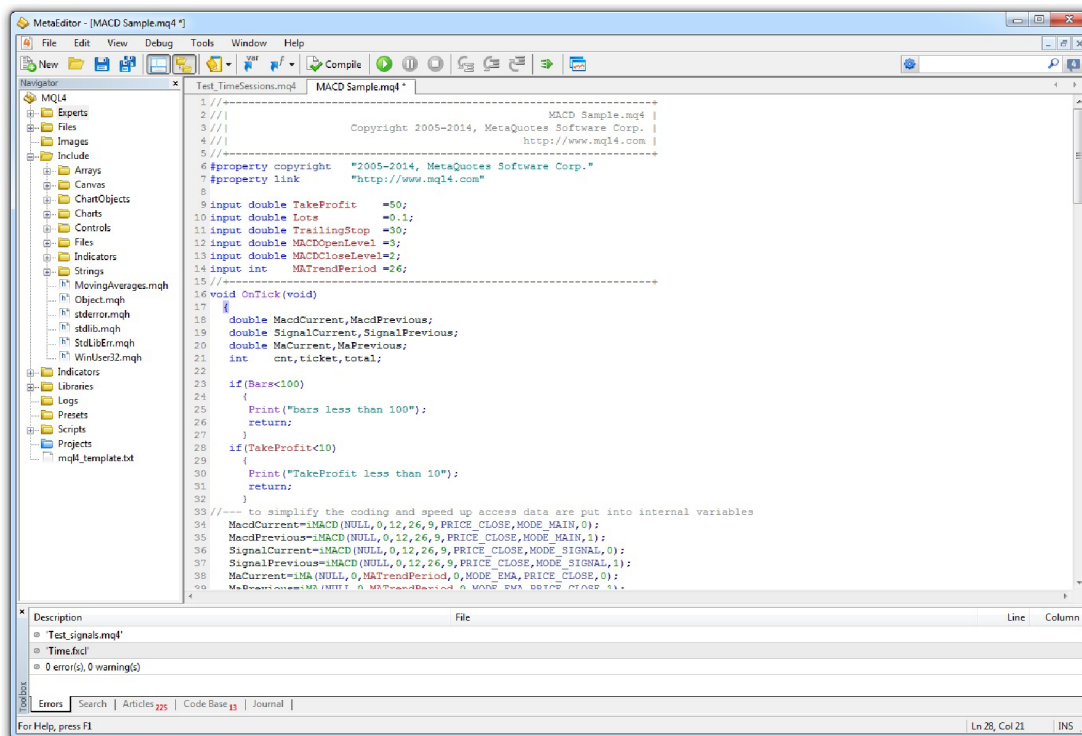 MetaEditor - [MACD Sample.mq4 *]
File Edit View Debug Tools Window Help
New var Compile
Navigator
MQL4
Experts
Files
Images
Include
Arrays
Canvas
ChartObjects
Charts
Controls
Files
Indicators
Strings
MovingAverages.mqh
Object.mqh
stderror.mqh
stdlib.mqh
StdLibErr.mqh
WinUser32.mqh
Indicators
Libraries
Logs
Presets
Scripts
Projects
mql4_template.txt
Test_TimeSessions.mq4 MACD Sample.mq4 *
1 //+------------------------------------------------------------------+
2 //| MACD Sample.mq4 |
3 //| Copyright 2005-2014, MetaQuotes Software Corp. |
4 //| http://www.mql4.com |
5 //+------------------------------------------------------------------+
6 #property copyright "2005-2014, MetaQuotes Software Corp."
7 #property link "http://www.mql4.com"
8
9 input double TakeProfit =50;
10 input double Lots =0.1;
11 input double TrailingStop =30;
12 input double MACDOpenLevel =3;
13 input double MACDCloseLevel=2;
14 input int MATrendPeriod =26;
15 //+------------------------------------------------------------------+
16 void OnTick(void)
17 {
18 double MacdCurrent,MacdPrevious;
19 double SignalCurrent,SignalPrevious;
20 double MaCurrent,MaPrevious;
21 int cnt,ticket,total;
22
23 if(Bars<100)
24 {
25 Print("bars less than 100");
26 return;
27 }
28 if(TakeProfit<10)
29 {
30 Print("TakeProfit less than 10");
31 return;
32 }
33 //--- to simplify the coding and speed up access data are put into internal variables
34 MacdCurrent=iMACD(NULL,0,12,26,9,PRICE_CLOSE,MODE_MAIN,0);
35 MacdPrevious=iMACD(NULL,0,12,26,9,PRICE_CLOSE,MODE_MAIN,1);
36 SignalCurrent=iMACD(NULL,0,12,26,9,PRICE_CLOSE,MODE_SIGNAL,0);
37 SignalPrevious=iMACD(NULL,0,12,26,9,PRICE_CLOSE,MODE_SIGNAL,1);
38 MaCurrent=iMA(NULL,0,MATrendPeriod,0,MODE_EMA,PRICE_CLOSE,0);
39 MaPrevious=iMA(NULL,0,MATrendPeriod,0,MODE_EMA,PRICE_CLOSE,1);
Description File Line Column
'Test_signals.mq4'
'Time.fxcl'
0 error(s), 0 warning(s)
Toolbox
Errors | Search | Articles 225 | Code Base 13 | Journal |
For Help, press F1 Ln 28, Col 21 INS